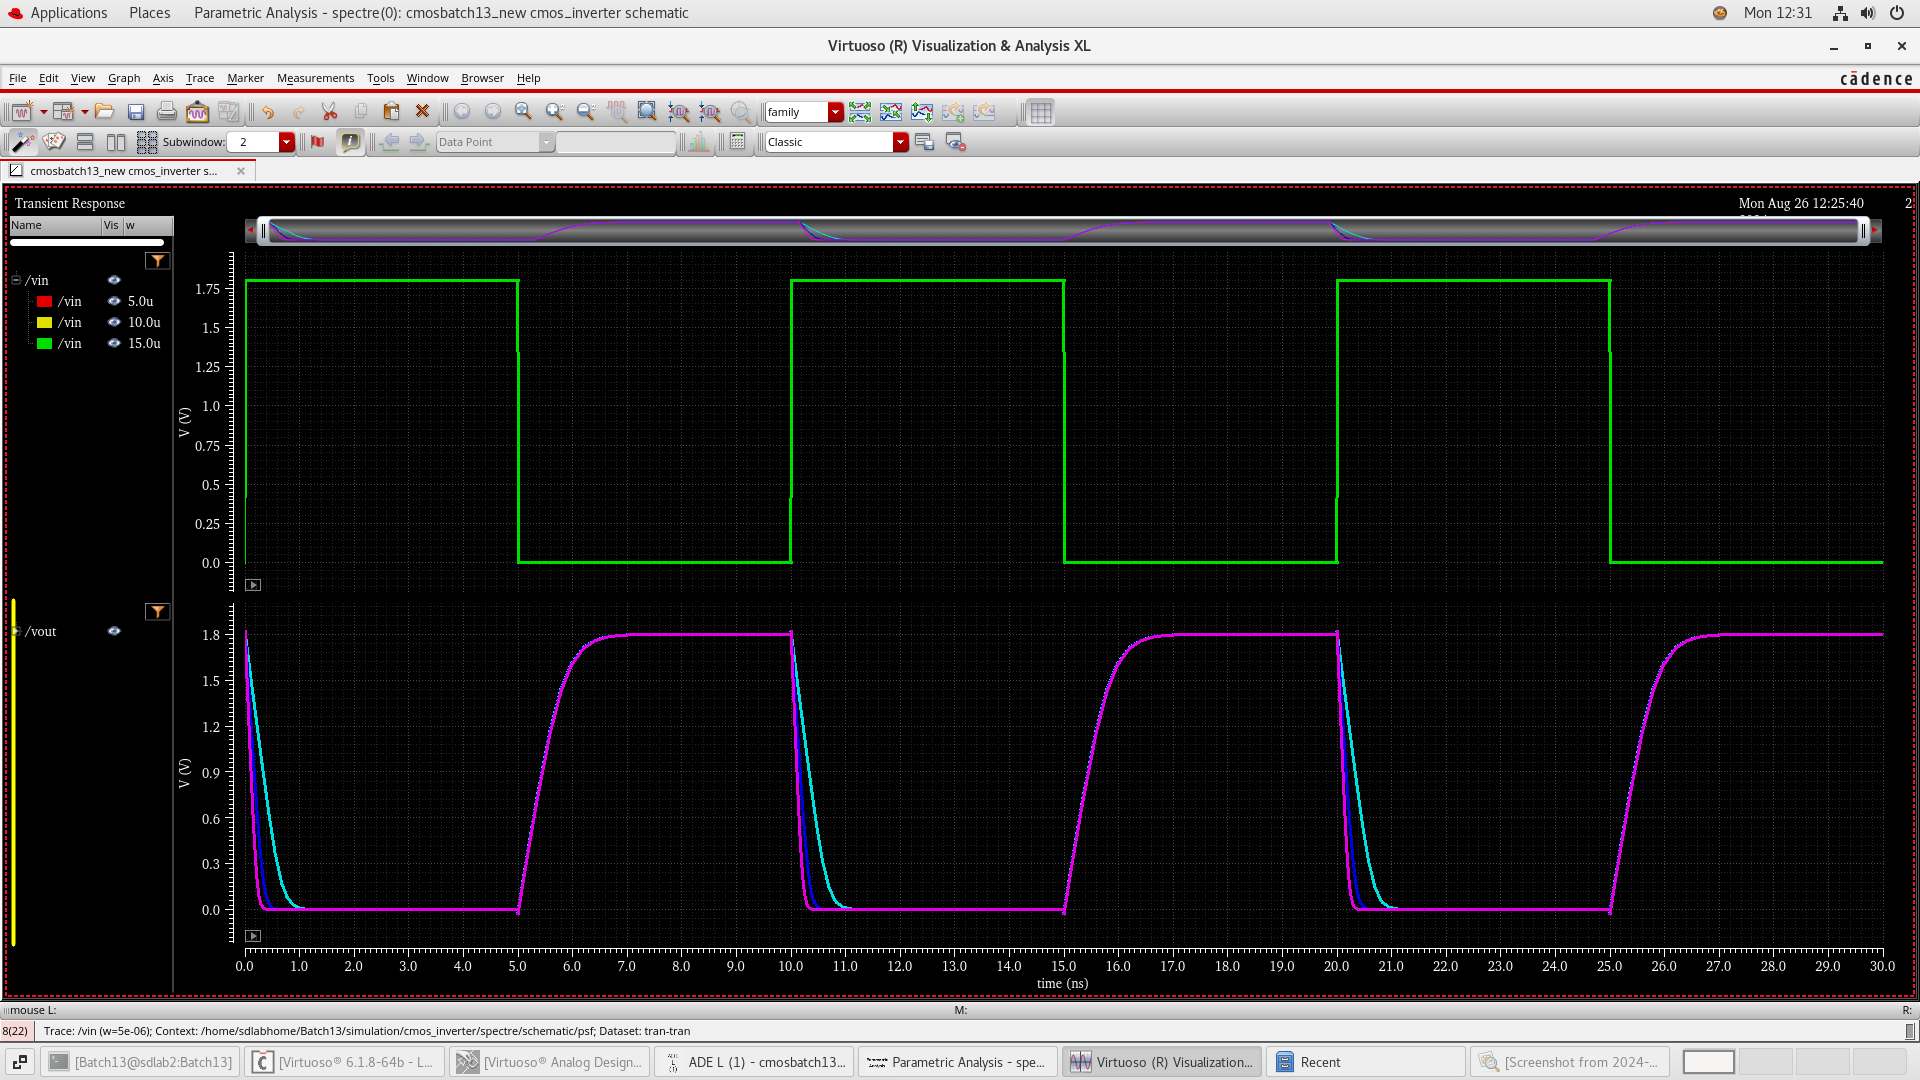 Applications Places Parametric Analysis - spectre(0): cmosbatch13_new cmos_inverter schematic Mon 12:31
Virtuoso (R) Visualization & Analysis XL
File Edit View Graph Axis Trace Marker Measurements Tools Window Browser Help cādence
family
Subwindow: 2 Data Point Classic
cmosbatch13_new cmos_inverter s...
Transient Response Mon Aug 26 12:25:40 2
Name Vis w
/vin
/vin 5.0u
/vin 10.0u
/vin 15.0u
1.75
1.5
1.25
1.0
0.75
0.5
0.25
0.0
V (V)
/vout
1.8
1.5
1.2
0.9
0.6
0.3
0.0
V (V)
0.0 1.0 2.0 3.0 4.0 5.0 6.0 7.0 8.0 9.0 10.0 11.0 12.0 13.0 14.0 15.0 16.0 17.0 18.0 19.0 20.0 21.0 22.0 23.0 24.0 25.0 26.0 27.0 28.0 29.0 30.0
time (ns)
mouse L: M: R:
8(22) Trace: /vin (w=5e-06); Context: /home/sdlabhome/Batch13/simulation/cmos_inverter/spectre/schematic/psf; Dataset: tran-tran
[Batch13@sdlab2:Batch13] [Virtuoso® 6.1.8-64b - L... [Virtuoso® Analog Design... ADE L (1) - cmosbatch13... Parametric Analysis - spe... Virtuoso (R) Visualization... Recent [Screenshot from 2024-...